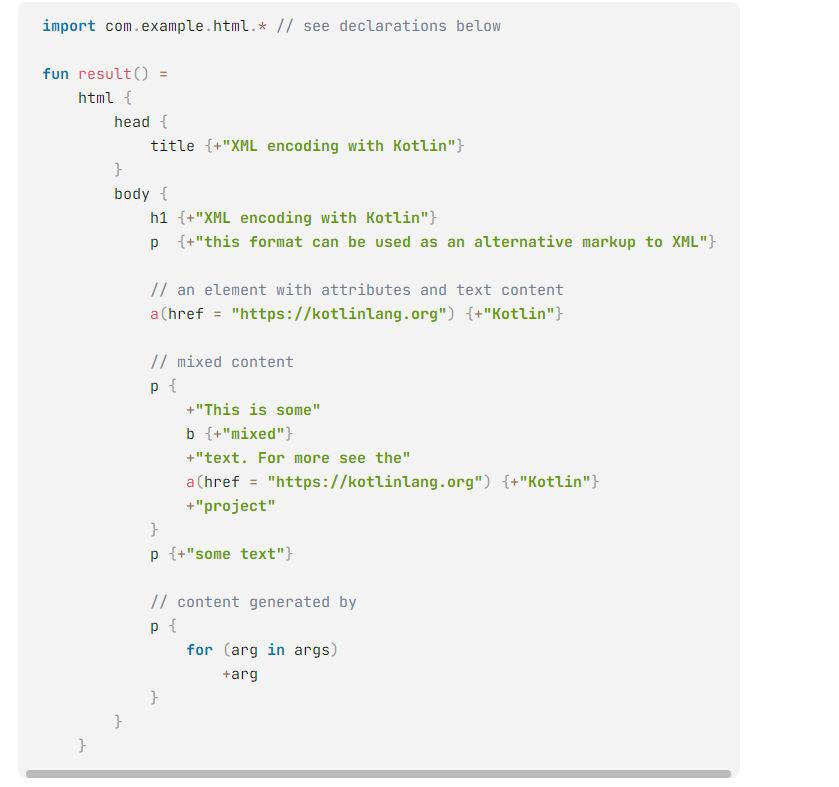 import com.example.html.* // see declarations below

fun result() =
    html {
        head {
            title {+"XML encoding with Kotlin"}
        }
        body {
            h1 {+"XML encoding with Kotlin"}
            p  {+"this format can be used as an alternative markup to XML"}

            // an element with attributes and text content
            a(href = "https://kotlinlang.org") {+"Kotlin"}

            // mixed content
            p {
                +"This is some"
                b {+"mixed"}
                +"text. For more see the"
                a(href = "https://kotlinlang.org") {+"Kotlin"}
                +"project"
            }
            p {+"some text"}

            // content generated by
            p {
                for (arg in args)
                    +arg
            }
        }
    }